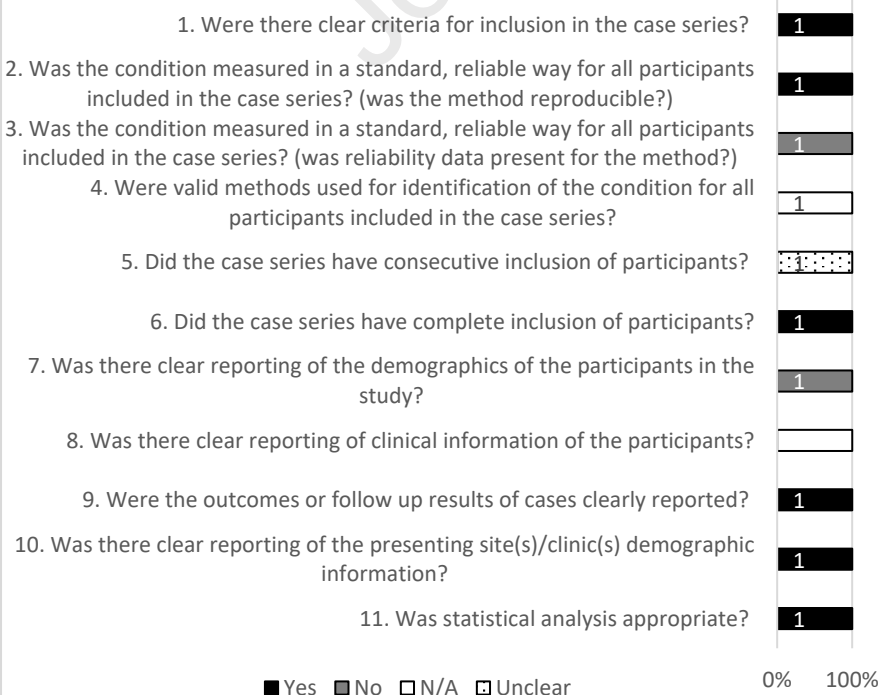 1. Were there clear criteria for inclusion in the case series?
1
2. Was the condition measured in a standard, reliable way for all participants
included in the case series? (was the method reproducible?)
1
3. Was the condition measured in a standard, reliable way for all participants
included in the case series? (was reliability data present for the method?)
1
4. Were valid methods used for identification of the condition for all
participants included in the case series?
1
5. Did the case series have consecutive inclusion of participants?
1
6. Did the case series have complete inclusion of participants?
1
7. Was there clear reporting of the demographics of the participants in the
study?
1
8. Was there clear reporting of clinical information of the participants?
9. Were the outcomes or follow up results of cases clearly reported?
1
10. Was there clear reporting of the presenting site(s)/clinic(s) demographic
information?
1
11. Was statistical analysis appropriate?
1
0% 100%
Yes No N/A Unclear